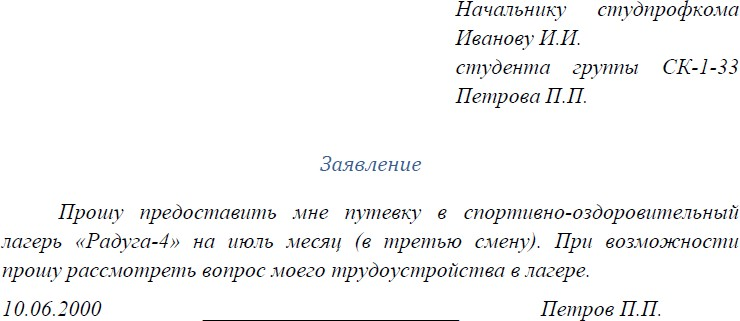 Начальнику студпрофкома
Иванову И.И.
студента группы СК-1-33
Петрова П.П.
Заявление
Прошу предоставить мне путевку в спортивно-оздоровительный
лагерь «Радуга-4» на июль месяц (в третью смену). При возможности
прошу рассмотреть вопрос моего трудоустройства в лагере.
10.06.2000 _______________________ Петров П.П.